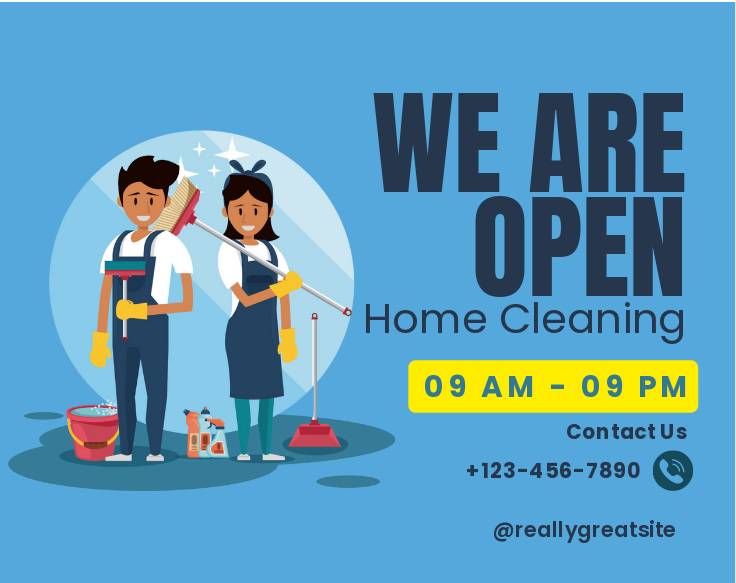 WE ARE
OPEN
Home Cleaning
09 AM - 09 PM
Contact Us
+123-456-7890
@reallygreatsite